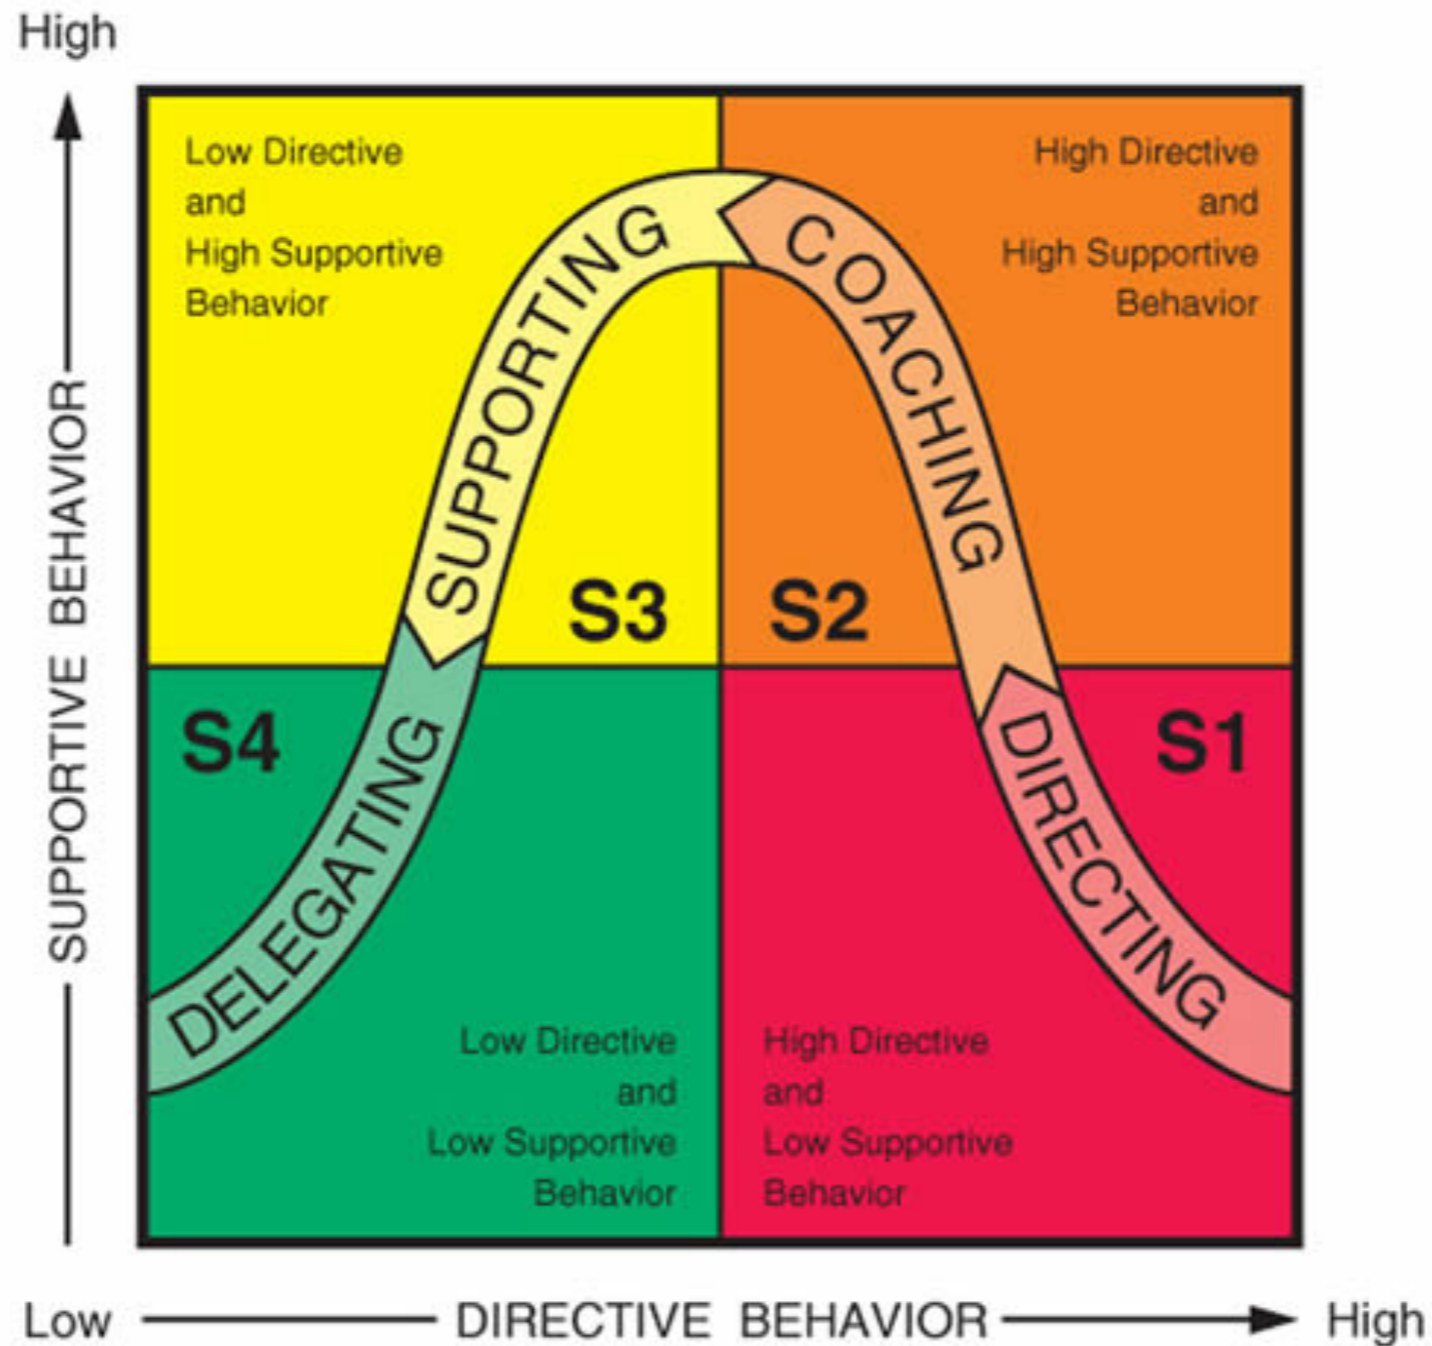 High
Low Directive
and
High Supportive
Behavior
High Directive
and
High Supportive
Behavior
SUPPORTING
COACHING
S3
S2
SUPPORTIVE BEHAVIOR
S4
S1
DELEGATING
DIRECTING
Low Directive
and
Low Supportive
Behavior
High Directive
and
Low Supportive
Behavior
Low
DIRECTIVE BEHAVIOR
High